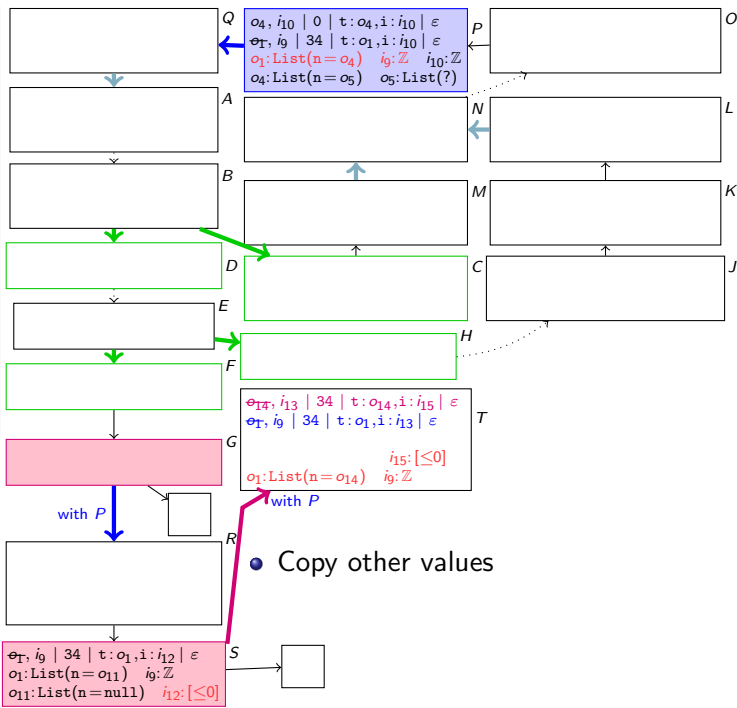 Q
o4, i10 | 0 | t: o4, i: i10 | ε
o1, i9 | 34 | t: o1, i: i10 | ε
o1: List(n = o4) i9: ℤ i10: ℤ
o4: List(n = o5) o5: List(?)
P
O
A
N
L
B
M
K
D
C
J
E
H
F
o14, i13 | 34 | t: o14, i: i15 | ε
o1, i9 | 34 | t: o1, i: i13 | ε
i15: [≤0]
o1: List(n = o14) i9: ℤ
T
G
with P
with P
R
• Copy other values
o1, i9 | 34 | t: o1, i: i12 | ε
o1: List(n = o11) i9: ℤ
o11: List(n = null) i12: [≤0]
S